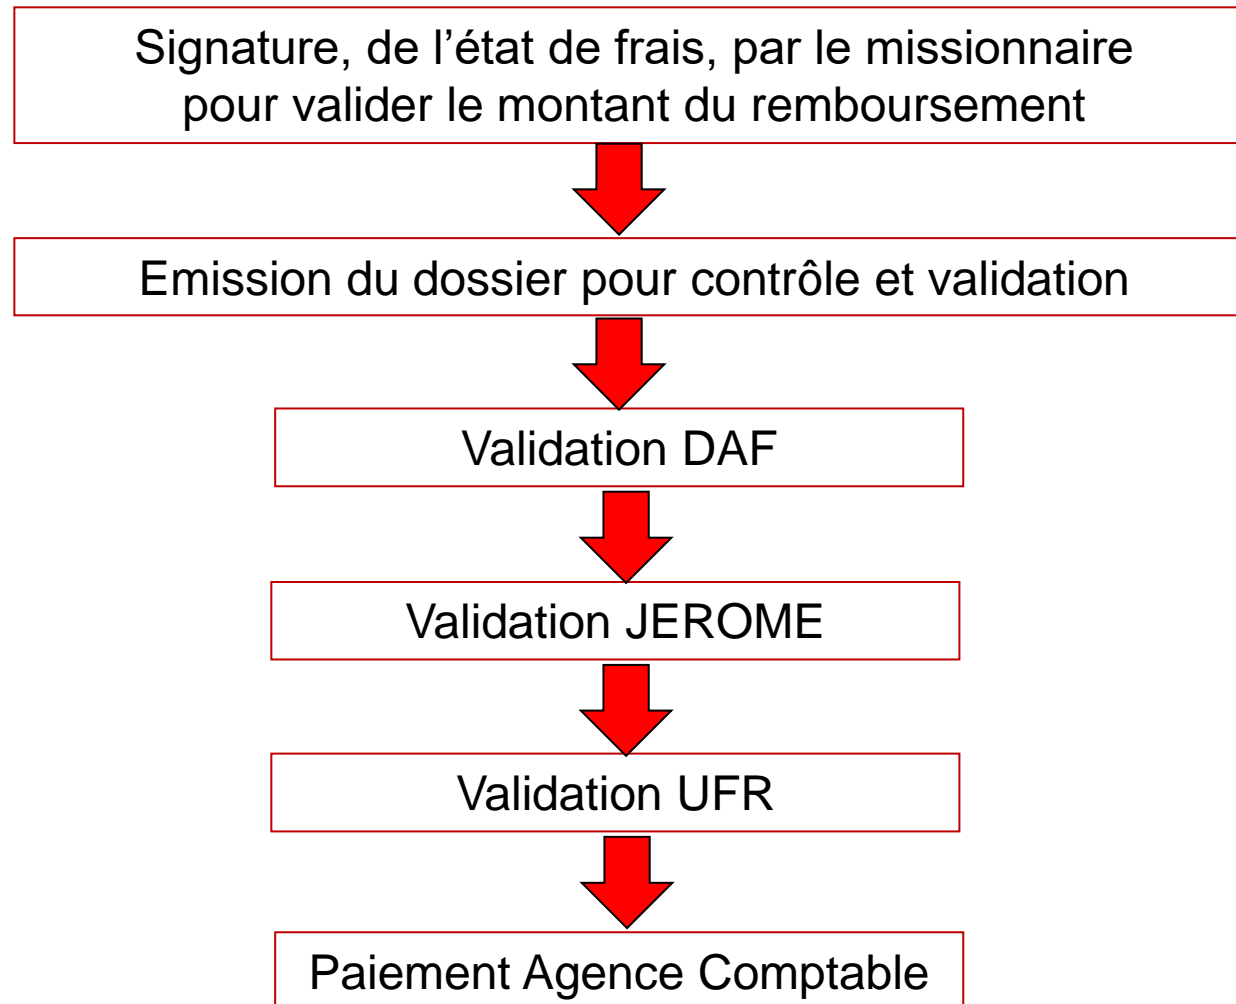 Signature, de l’état de frais, par le missionnaire
pour valider le montant du remboursement
Emission du dossier pour contrôle et validation
Validation DAF
Validation JEROME
Validation UFR
Paiement Agence Comptable